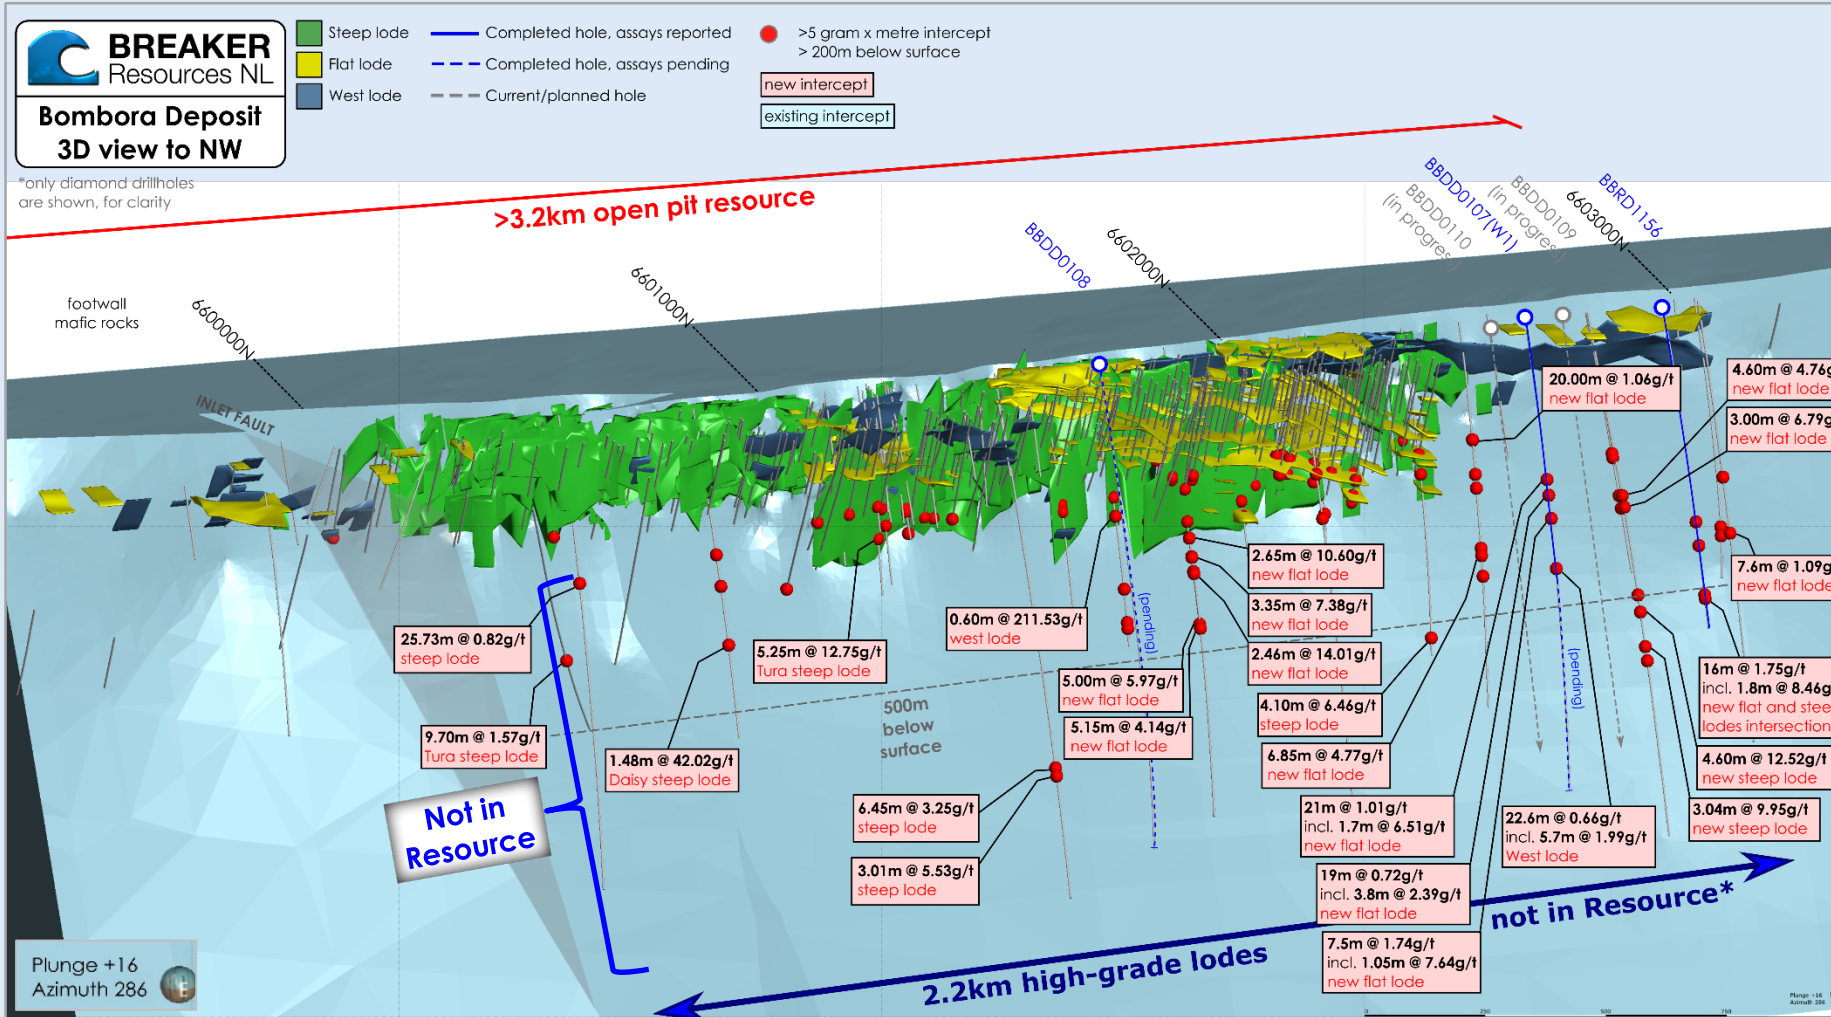 BREAKER
Resources NL
Bombora Deposit
3D view to NW
*only diamond drillholes
are shown, for clarity
Steep lode
Flat lode
West lode
Completed hole, assays reported
Completed hole, assays pending
Current/planned hole
>5 gram x metre intercept
> 200m below surface
new intercept
existing intercept
>3.2km open pit resource
footwall
mafic rocks
6600000N
6601000N
BBDD0108
6602000N
BBDD0110
(in progress)
BBDD0107(W1)
BBDD0109
(in progress)
6603000N
BBRD1156
INLET FAULT
20.00m @ 1.06g/t
new flat lode
4.60m @ 4.76g
new flat lode
3.00m @ 6.79g
new flat lode
7.6m @ 1.09g
new flat lode
25.73m @ 0.82g/t
steep lode
9.70m @ 1.57g/t
Tura steep lode
1.48m @ 42.02g/t
Daisy steep lode
5.25m @ 12.75g/t
Tura steep lode
0.60m @ 211.53g/t
west lode
(pending)
2.65m @ 10.60g/t
new flat lode
3.35m @ 7.38g/t
new flat lode
2.46m @ 14.01g/t
new flat lode
5.00m @ 5.97g/t
new flat lode
5.15m @ 4.14g/t
new flat lode
4.10m @ 6.46g/t
steep lode
6.85m @ 4.77g/t
new flat lode
(pending)
16m @ 1.75g/t
incl. 1.8m @ 8.46g
new flat and stee
lodes intersection
4.60m @ 12.52g/t
new steep lode
3.04m @ 9.95g/t
new steep lode
500m
below
surface
6.45m @ 3.25g/t
steep lode
3.01m @ 5.53g/t
steep lode
21m @ 1.01g/t
incl. 1.7m @ 6.51g/t
new flat lode
22.6m @ 0.66g/t
incl. 5.7m @ 1.99g/t
West lode
19m @ 0.72g/t
incl. 3.8m @ 2.39g/t
new flat lode
7.5m @ 1.74g/t
incl. 1.05m @ 7.64g/t
new flat lode
Not in
Resource
2.2km high-grade lodes
not in Resource*
Plunge +16
Azimuth 286
Plunge +16
Azimuth 286
0
250
500
750